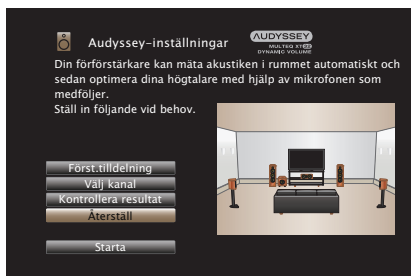 Audyssey-inställningar
AUDYSSEY
MULTEQ XT32
DYNAMIC VOLUME
Din förförstärkare kan mäta akustiken i rummet automatiskt och
sedan optimera dina högtalare med hjälp av mikrofonen som
medföljer.
Ställ in följande vid behov.
Först.tilldelning
Välj kanal
Kontrollera resultat
Återställ
Starta